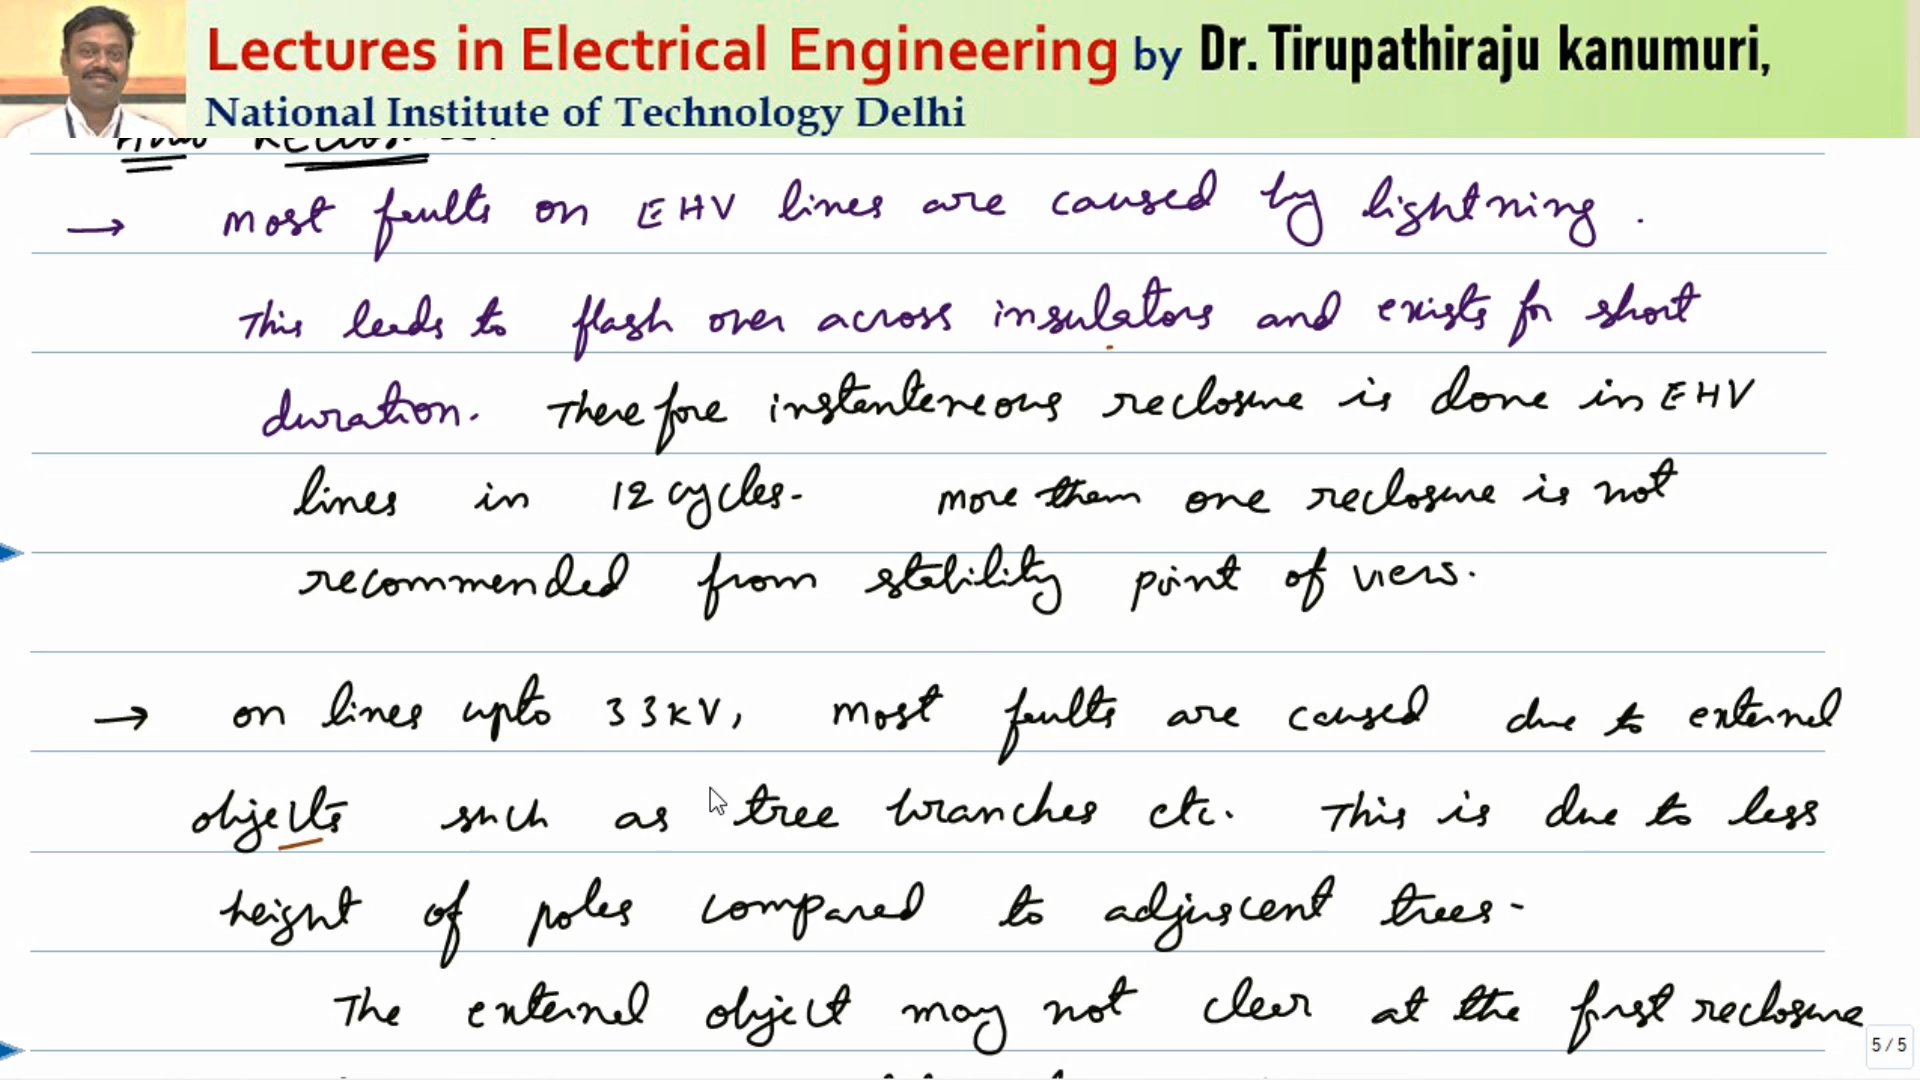 Lectures in Electrical Engineering by Dr. Tirupathiraju kanumuri,
National Institute of Technology Delhi
→ Most faults on EHV lines are caused by lightning.
This leads to flash over across insulators and exists for short
duration. Therefore instanteneous reclosure is done in EHV
lines in 12 cycles. More than one reclosure is not
recommended from stability point of view.
→ on lines upto 33KV, most faults are caused due to external
objects such as tree branches etc. This is due to less
height of poles compared to adjuscent trees.
The external object may not clear at the first reclosure
5 / 5